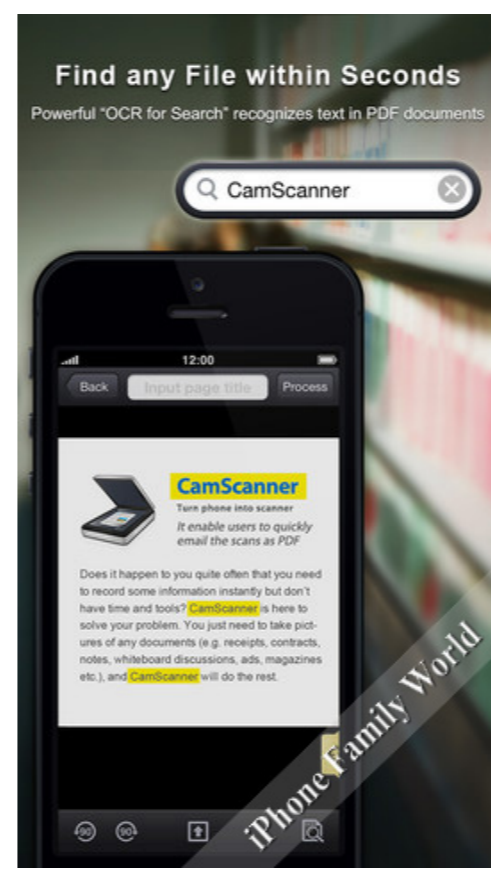 Find any File within Seconds
Powerful “OCR for Search” recognizes text in PDF documents
CamScanner
12:00
Back
Input page title
Process
CamScanner
Turn phone into scanner
It enable users to quickly
email the scans as PDF
Does it happen to you quite often that you need
to record some information instantly but don't
have time and tools? CamScanner is here to
solve your problem. You just need to take pict-
ures of any documents (e.g. receipts, contracts,
notes, whiteboard discussions, ads, magazines
etc.), and CamScanner will do the rest.
90
90
iPhone Family World